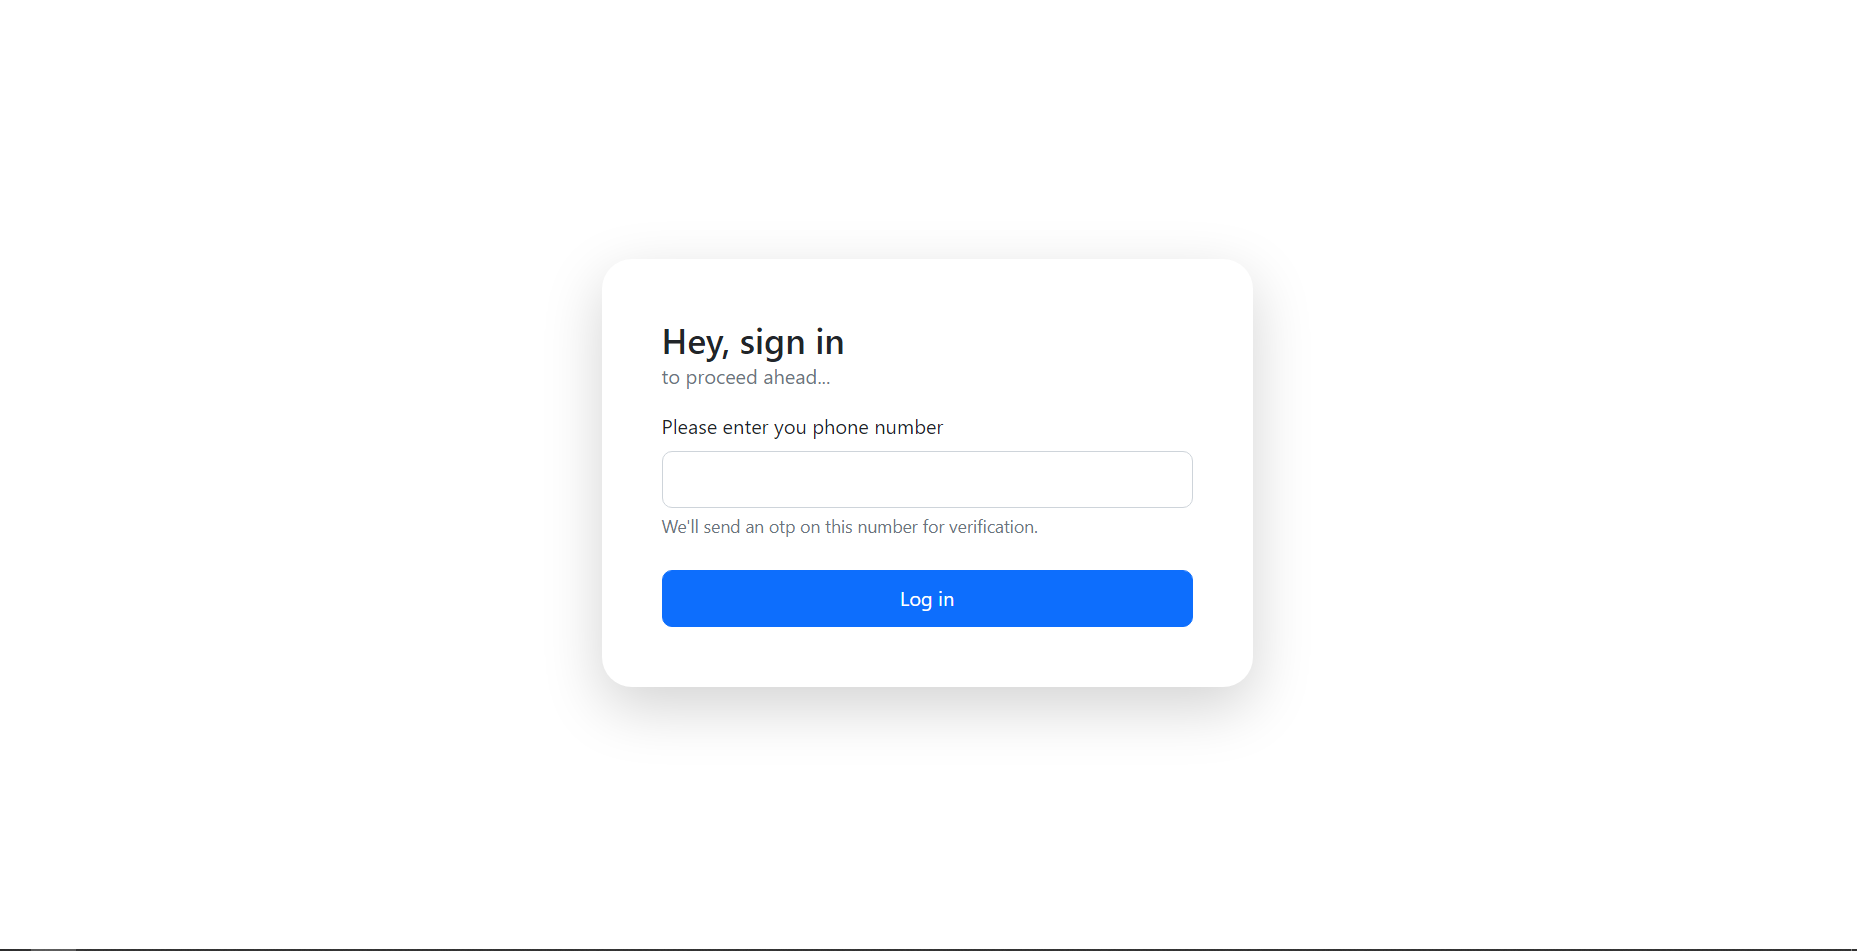 Hey, sign in
to proceed ahead...
Please enter you phone number
We'll send an otp on this number for verification.
Log in